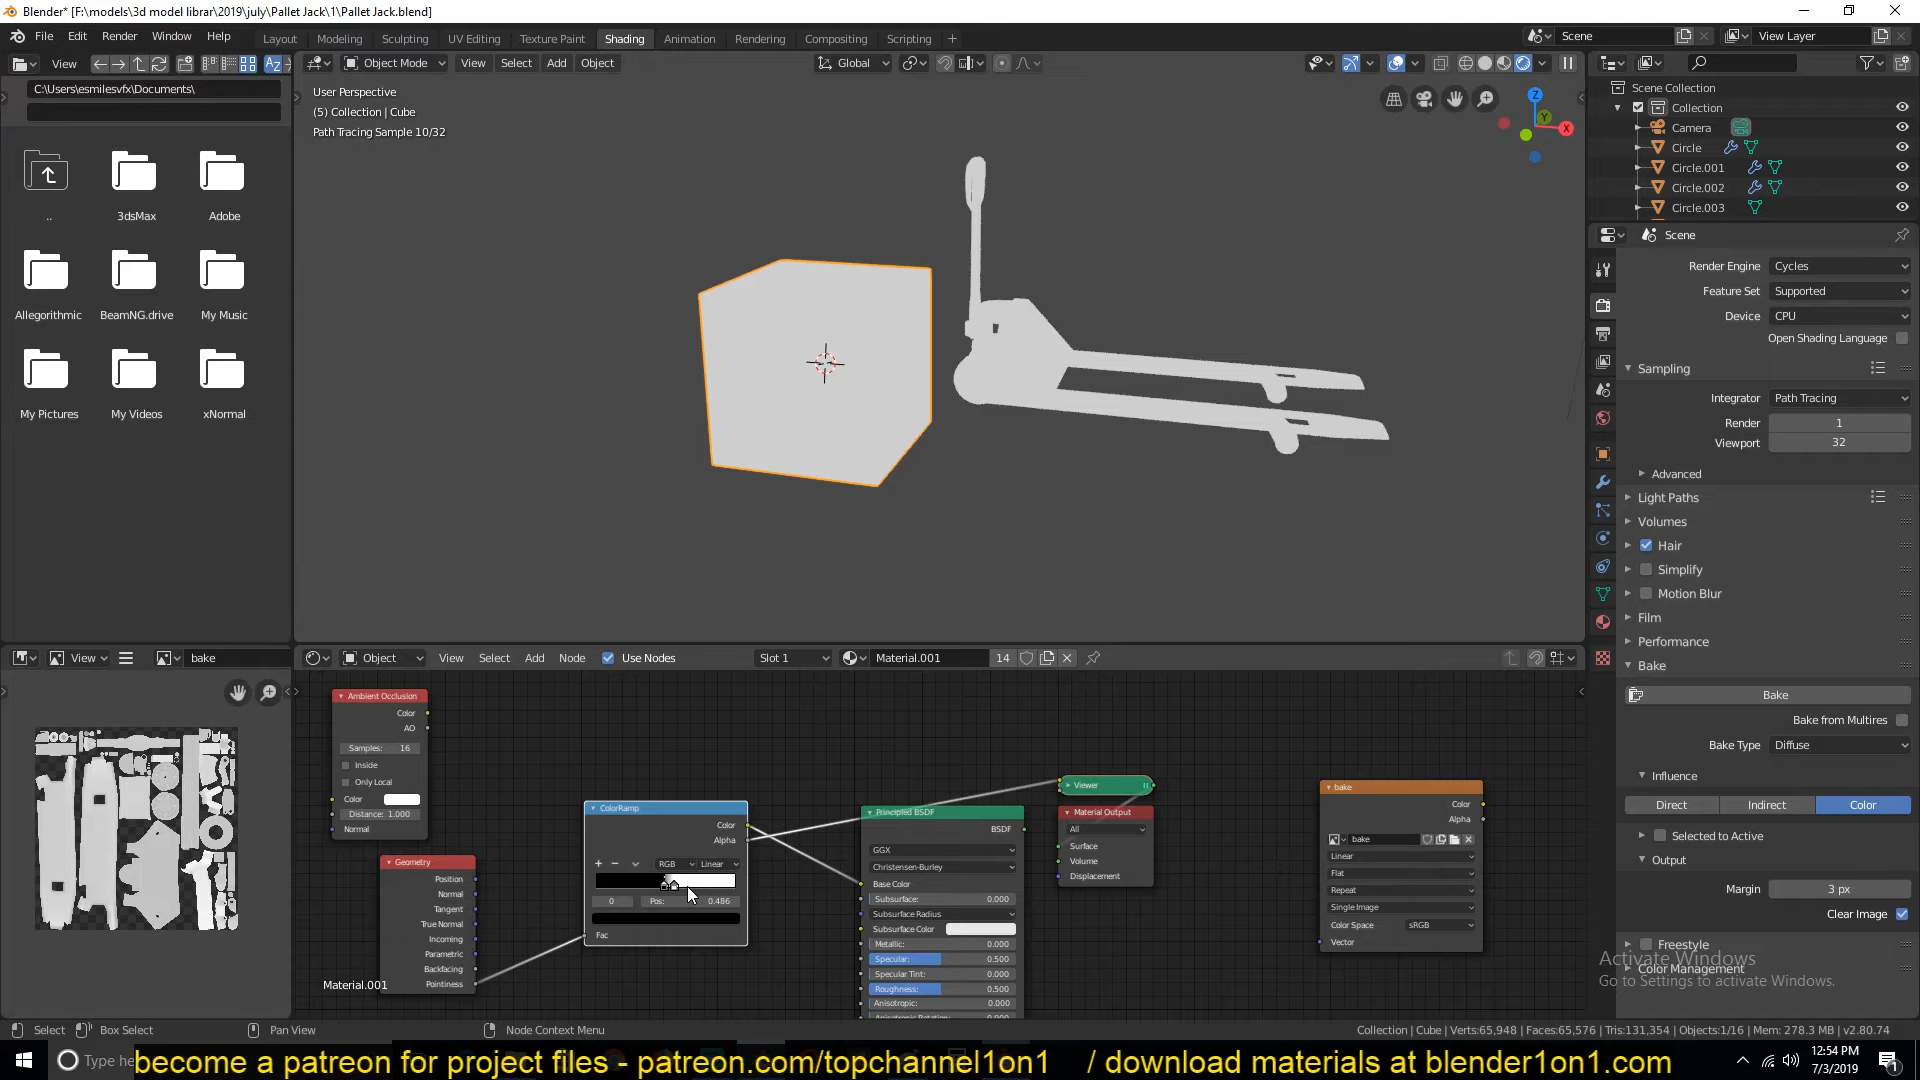 Blender* [F:\models\3d model librar\2019\july\Pallet Jack\1\Pallet Jack.blend]
File Edit Render Window Help
Layout Modeling Sculpting UV Editing Texture Paint Shading Animation Rendering Compositing Scripting +
Scene View Layer
View
C:\Users\esmilesvfx\Documents\
..
3dsMax
Adobe
Allegorithmic
BeamNG.drive
My Music
My Pictures
My Videos
xNormal
Object Mode View Select Add Object Global
User Perspective
(5) Collection | Cube
Path Tracing Sample 10/32
Z
Y
X
Scene Collection
Collection
Camera
Circle
Circle.001
Circle.002
Circle.003
Scene
Render Engine Cycles
Feature Set Supported
Device CPU
Open Shading Language
Sampling
Integrator Path Tracing
Render 1
Viewport 32
Advanced
Light Paths
Volumes
Hair
Simplify
Motion Blur
Film
Performance
Bake
Bake
Bake from Multires
Bake Type Diffuse
Influence
Direct Indirect Color
Selected to Active
Output
Margin 3 px
Clear Image
Freestyle
Color Management
Activate Windows
Go to Settings to activate Windows.
View bake
Object View Select Add Node Use Nodes Slot 1 Material.001 14
Ambient Occlusion
Color
AO
Samples: 16
Inside
Only Local
Color
Distance: 1.000
Normal
Geometry
Position
Normal
Tangent
True Normal
Incoming
Parametric
Backfacing
Pointiness
Material.001
ColorRamp
Color
Alpha
RGB Linear
0 Pos: 0.486
Fac
Principled BSDF
BSDF
GGX
Christensen-Burley
Base Color
Subsurface: 0.000
Subsurface Radius
Subsurface Color
Metallic: 0.000
Specular: 0.500
Specular Tint: 0.000
Roughness: 0.500
Anisotropic: 0.000
Anisotropic Rotation:
Viewer
Material Output
All
Surface
Volume
Displacement
bake
Color
Alpha
bake
Linear
Flat
Repeat
Single Image
Color Space sRGB
Vector
Select Box Select Pan View Node Context Menu
Collection | Cube | Verts:65,948 | Faces:65,576 | Tris:131,354 | Objects:1/16 | Mem: 278.3 MB | v2.80.74
Type he
become a patreon for project files - patreon.com/topchannel1on1 / download materials at blender1on1.com
12:54 PM
7/3/2019
1